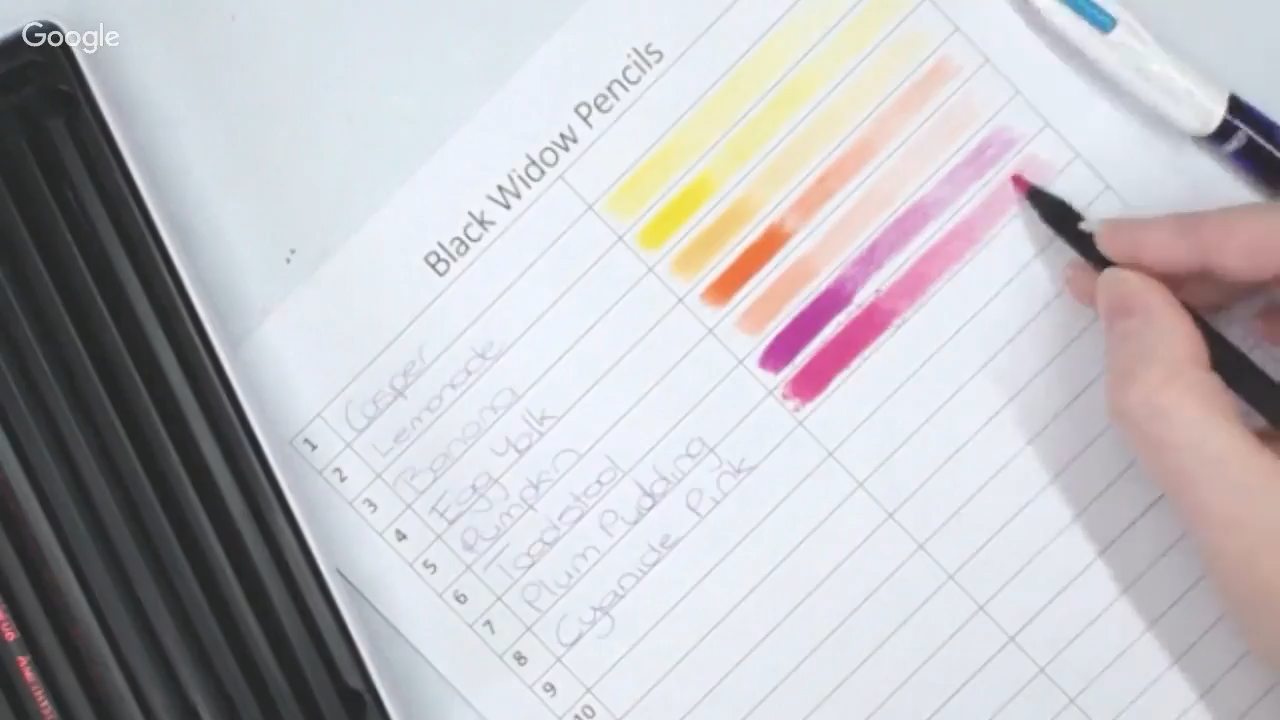 Google
Black Widow Pencils
1 Casper
2 Lemonade
3 Banana
4 Egg Yolk
5 Pumpkin
6 Toadstool
7 Plum Pudding
8 Cyanide Pink
9
10